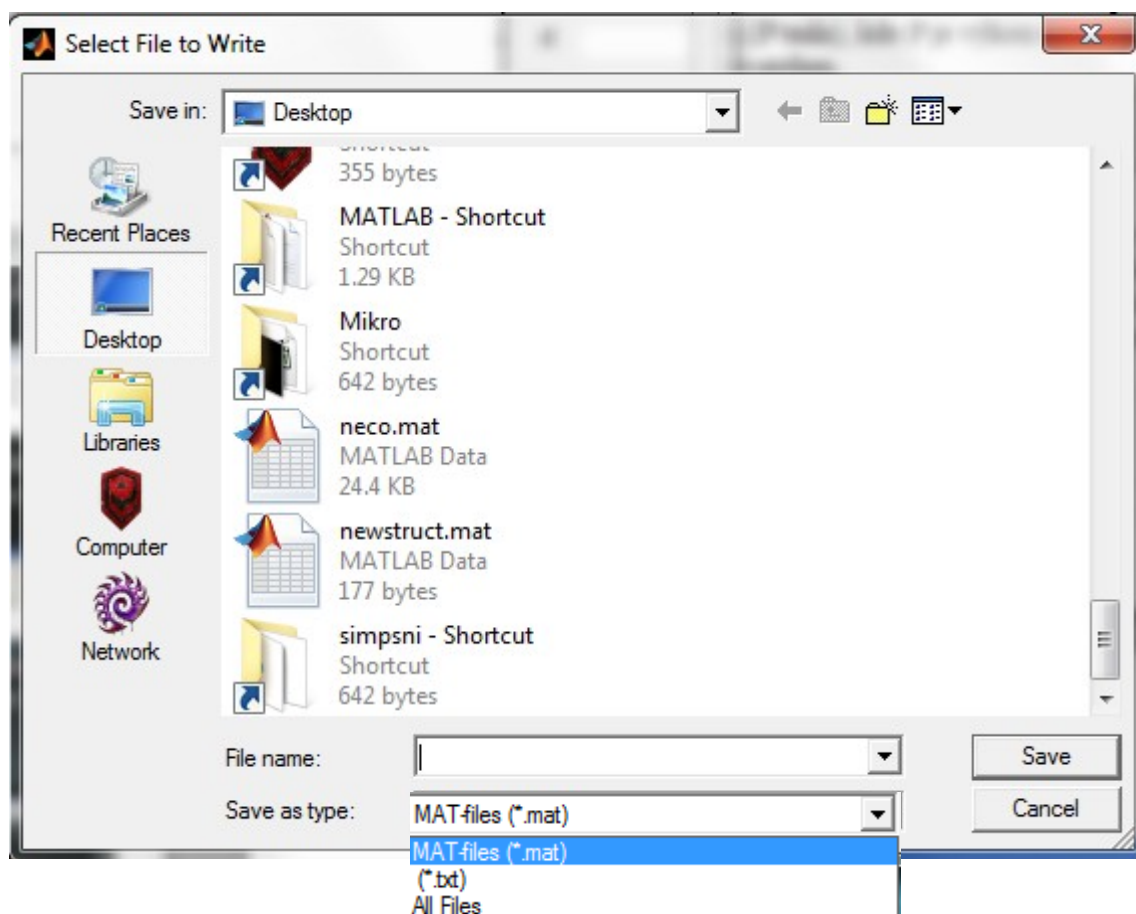 Select File to Write
Save in:
Desktop
355 bytes
MATLAB - Shortcut
Shortcut
1.29 KB
Mikro
Shortcut
642 bytes
neco.mat
MATLAB Data
24.4 KB
newstruct.mat
MATLAB Data
177 bytes
simpsni - Shortcut
Shortcut
642 bytes
Recent Places
Desktop
Libraries
Computer
Network
File name:
Save
Save as type:
MAT-files (*.mat)
Cancel
MAT-files (*.mat)
(*.txt)
All Files